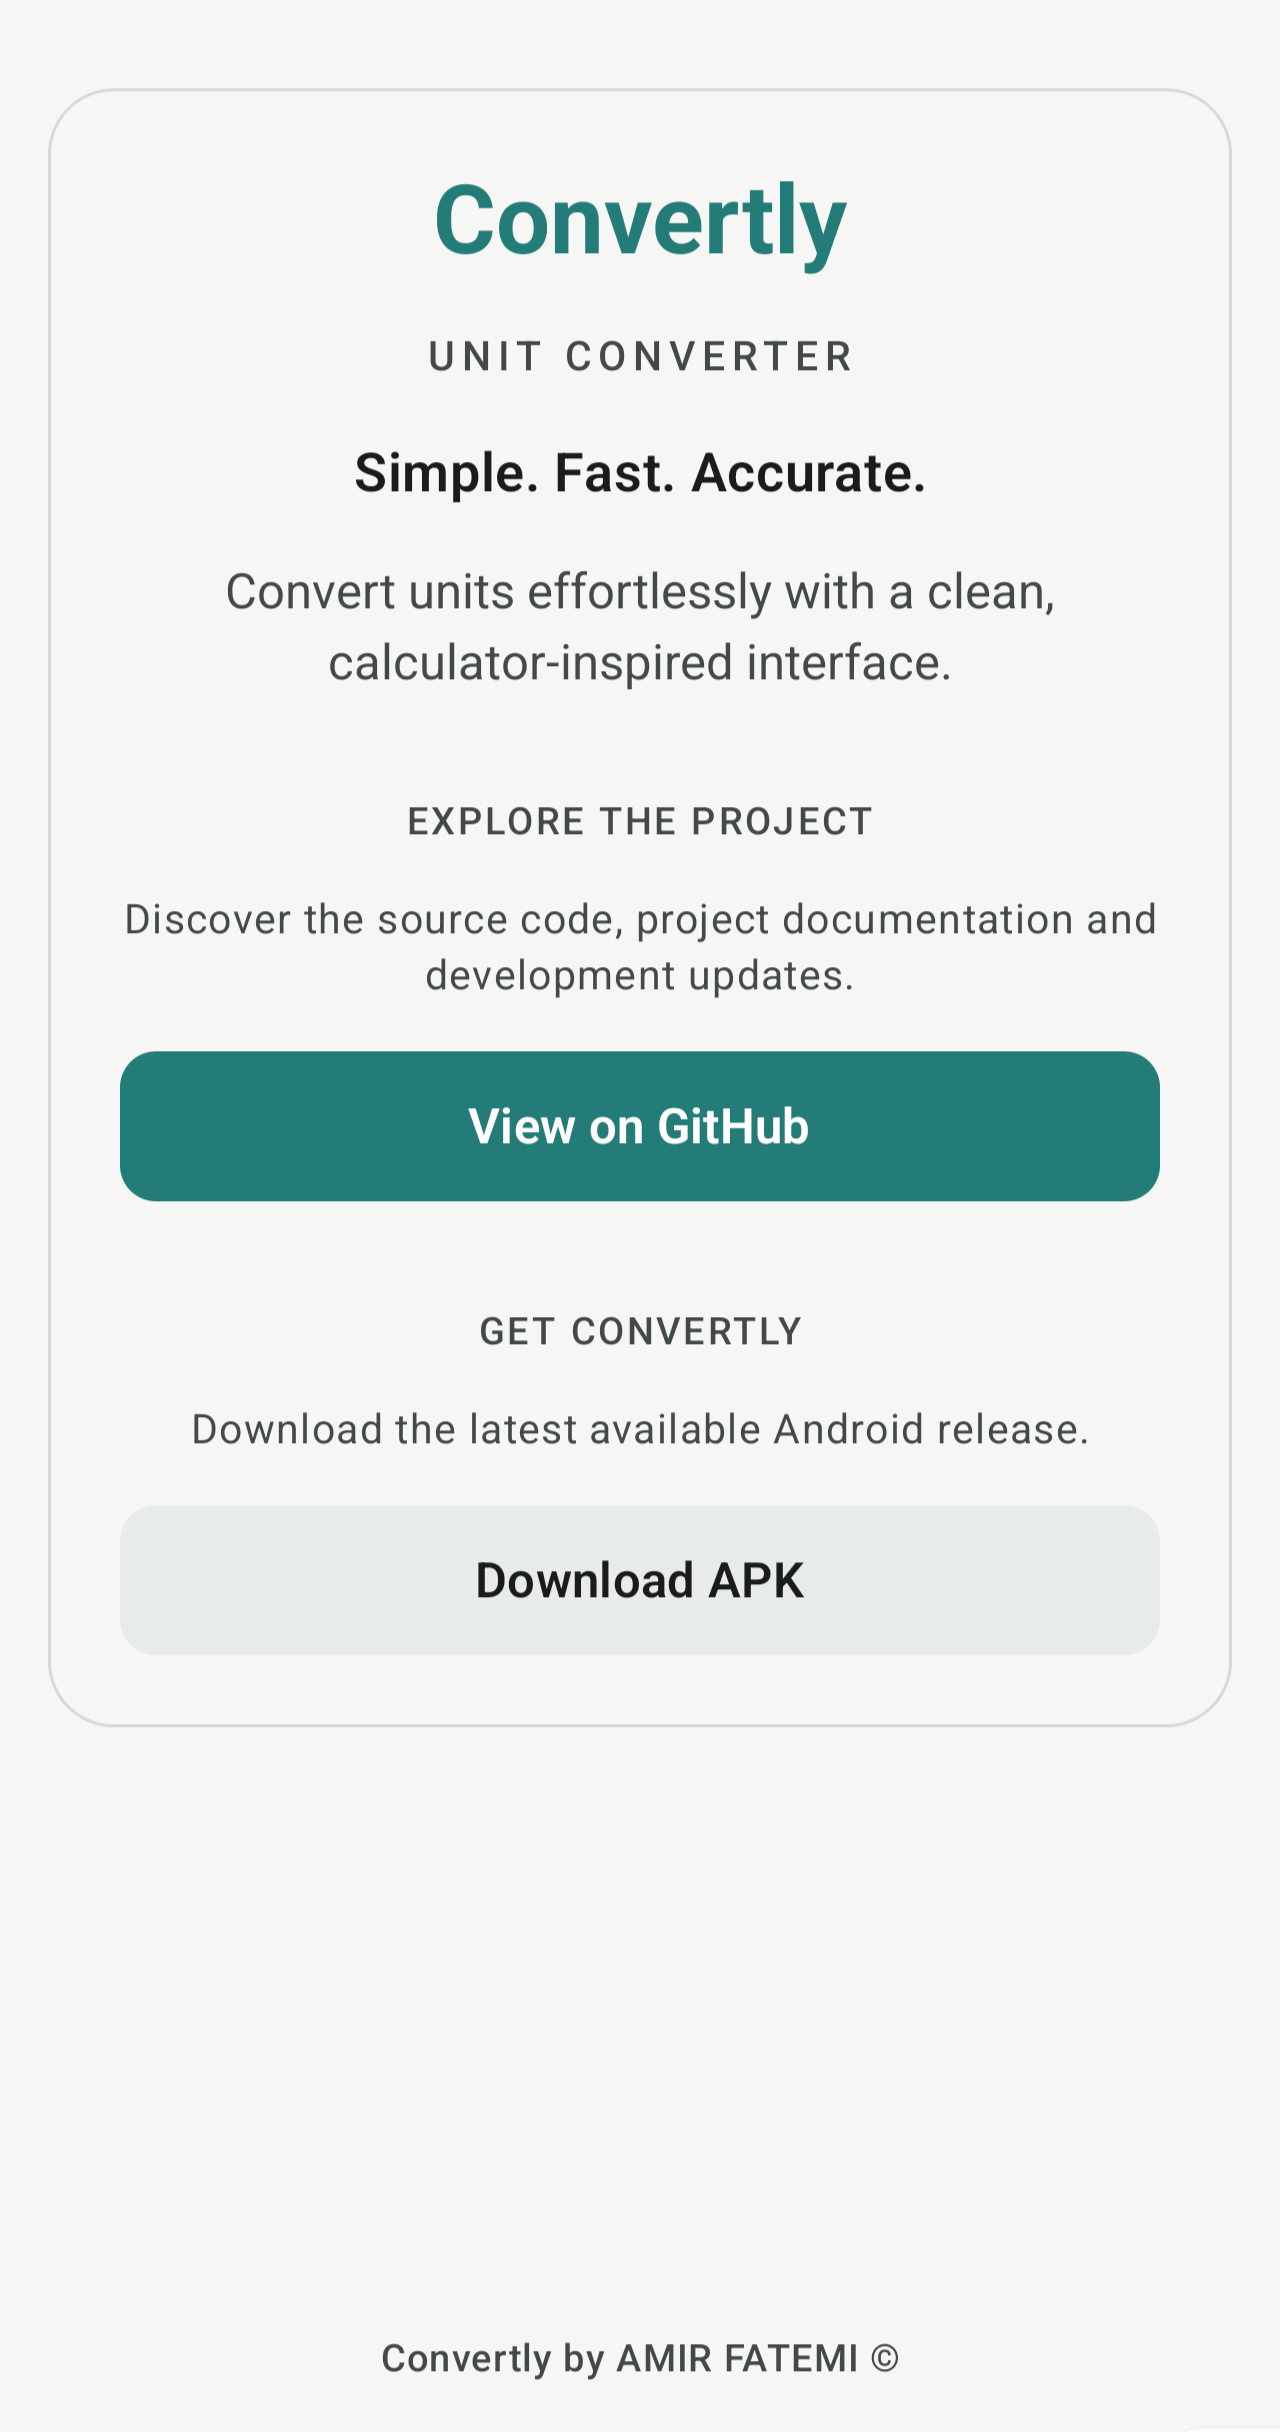 Convertly
UNIT CONVERTER
Simple. Fast. Accurate.
Convert units effortlessly with a clean,
calculator-inspired interface.
EXPLORE THE PROJECT
Discover the source code, project documentation and
development updates.
View on GitHub
GET CONVERTLY
Download the latest available Android release.
Download APK
Convertly by AMIR FATEMI ©